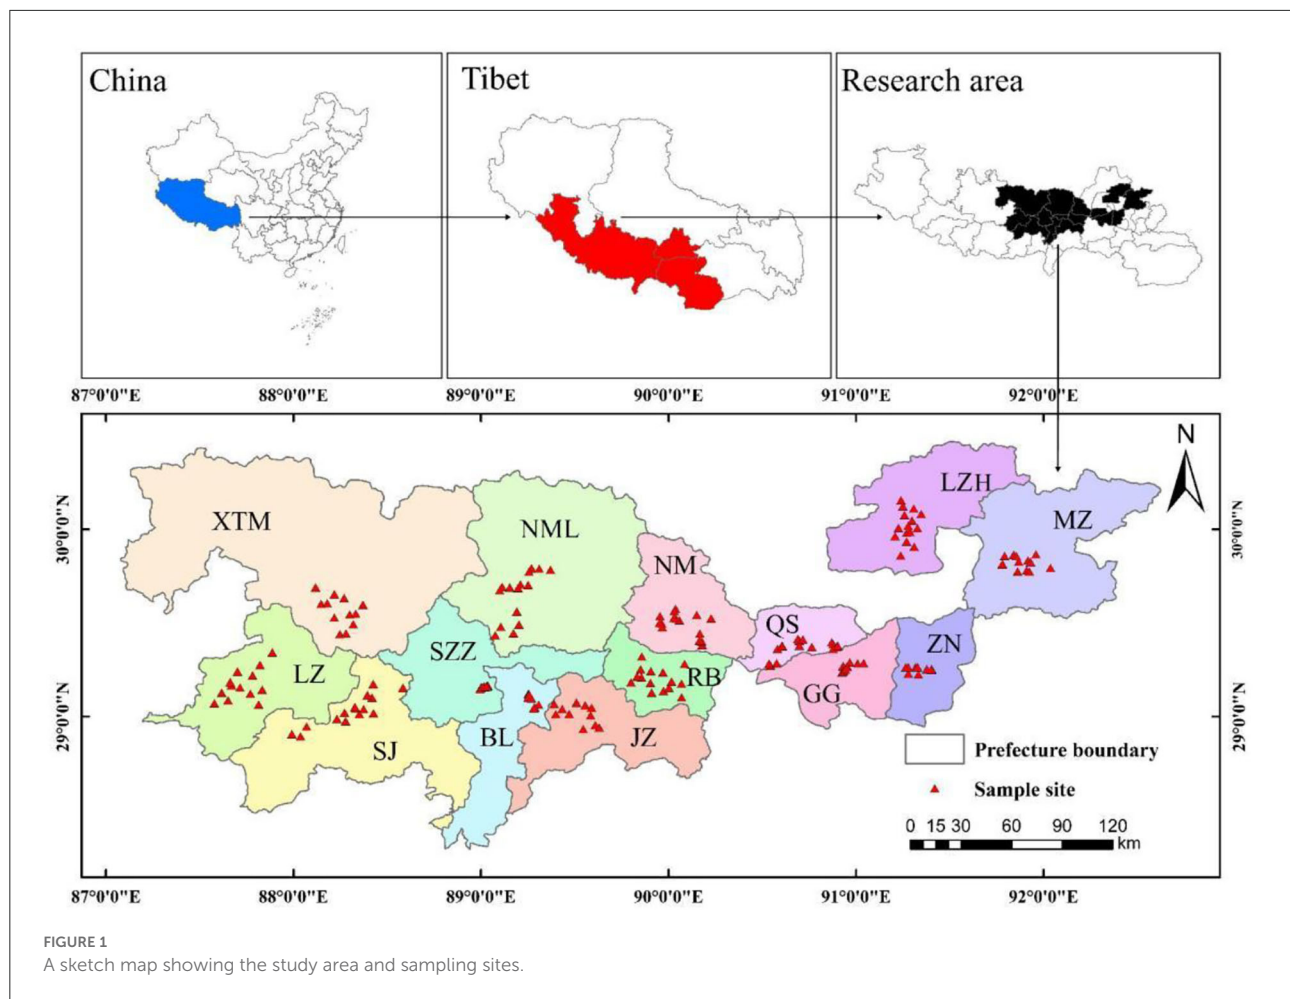 China
Tibet
Research area
87°0'0"E 88°0'0"E 89°0'0"E 90°0'0"E 91°0'0"E 92°0'0"E
N
30°0'0"N
30°0'0"N
29°0'0"N
29°0'0"N
XTM
NML
NM
LZH
MZ
QS
ZN
GG
LZ
SZZ
RB
SJ
BL
JZ
Prefecture boundary
Sample site
0 15 30 60 90 120
km
87°0'0"E 88°0'0"E 89°0'0"E 90°0'0"E 91°0'0"E 92°0'0"E
FIGURE 1
A sketch map showing the study area and sampling sites.